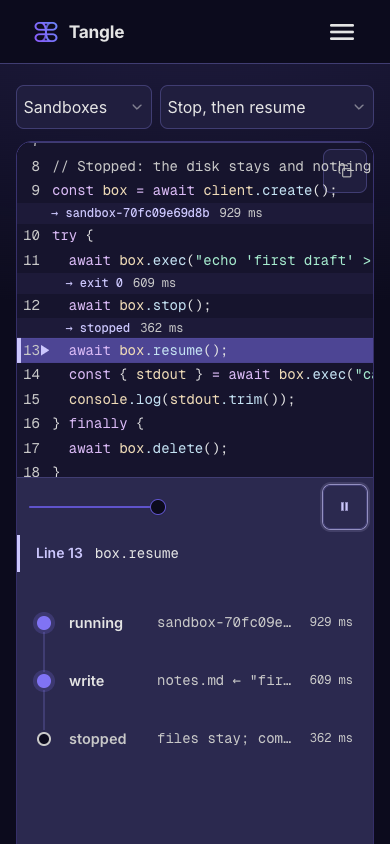 Tangle
Sandboxes
Stop, then resume
8 // Stopped: the disk stays and nothing
9 const box = await client.create();
→ sandbox-70fc09e69d8b 929 ms
10 try {
11 await box.exec("echo 'first draft' >
→ exit 0 609 ms
12 await box.stop();
→ stopped 362 ms
13 await box.resume();
14 const { stdout } = await box.exec("ca
15 console.log(stdout.trim());
16 } finally {
17 await box.delete();
18 }
Line 13 box.resume
running sandbox-70fc09e… 929 ms
write notes.md ← "fir… 609 ms
stopped files stay; com… 362 ms